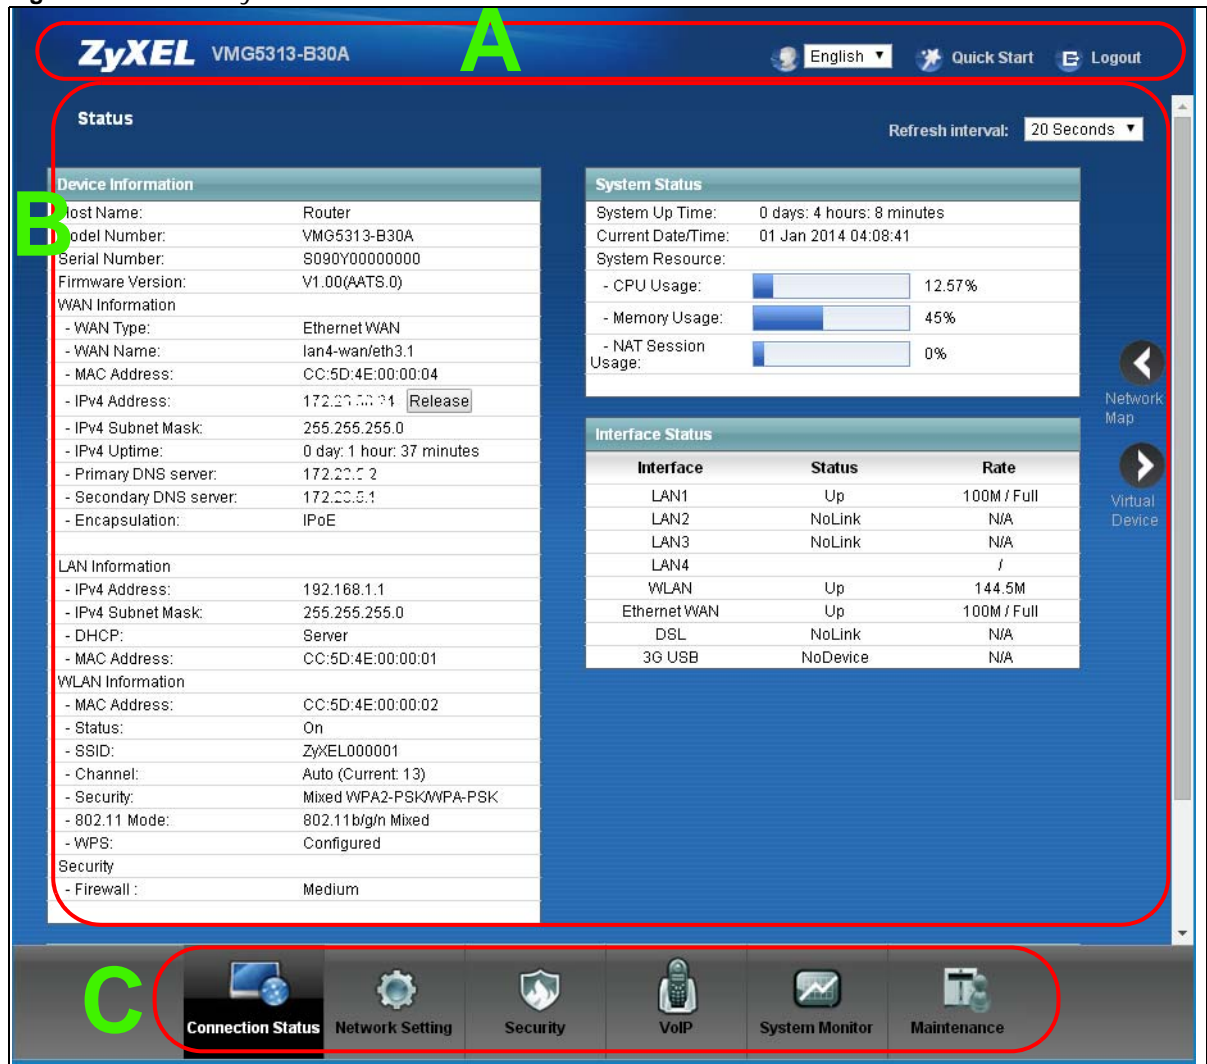 A
ZyXEL VMG5313-B30A
English ▼
Quick Start
Logout
B
Status
Refresh interval: 20 Seconds ▼
Device Information
Host Name: Router
Model Number: VMG5313-B30A
Serial Number: S090Y00000000
Firmware Version: V1.00(AATS.0)
WAN Information
- WAN Type: Ethernet WAN
- WAN Name: lan4-wan/eth3.1
- MAC Address: CC:5D:4E:00:00:04
- IPv4 Address: Release
- IPv4 Subnet Mask: 255.255.255.0
- IPv4 Uptime: 0 day: 1 hour: 37 minutes
- Primary DNS server:
- Secondary DNS server:
- Encapsulation: IPoE
LAN Information
- IPv4 Address: 192.168.1.1
- IPv4 Subnet Mask: 255.255.255.0
- DHCP: Server
- MAC Address: CC:5D:4E:00:00:01
WLAN Information
- MAC Address: CC:5D:4E:00:00:02
- Status: On
- SSID: ZyXEL000001
- Channel: Auto (Current: 13)
- Security: Mixed WPA2-PSK/WPA-PSK
- 802.11 Mode: 802.11b/g/n Mixed
- WPS: Configured
Security
- Firewall : Medium
System Status
System Up Time: 0 days: 4 hours: 8 minutes
Current Date/Time: 01 Jan 2014 04:08:41
System Resource:
- CPU Usage: 12.57%
- Memory Usage: 45%
- NAT Session
Usage: 0%
Interface Status
Interface Status Rate
LAN1 Up 100M / Full
LAN2 NoLink N/A
LAN3 NoLink N/A
LAN4 /
WLAN Up 144.5M
Ethernet WAN Up 100M / Full
DSL NoLink N/A
3G USB NoDevice N/A
Network
Map
Virtual
Device
C
Connection Status
Network Setting
Security
VoIP
System Monitor
Maintenance